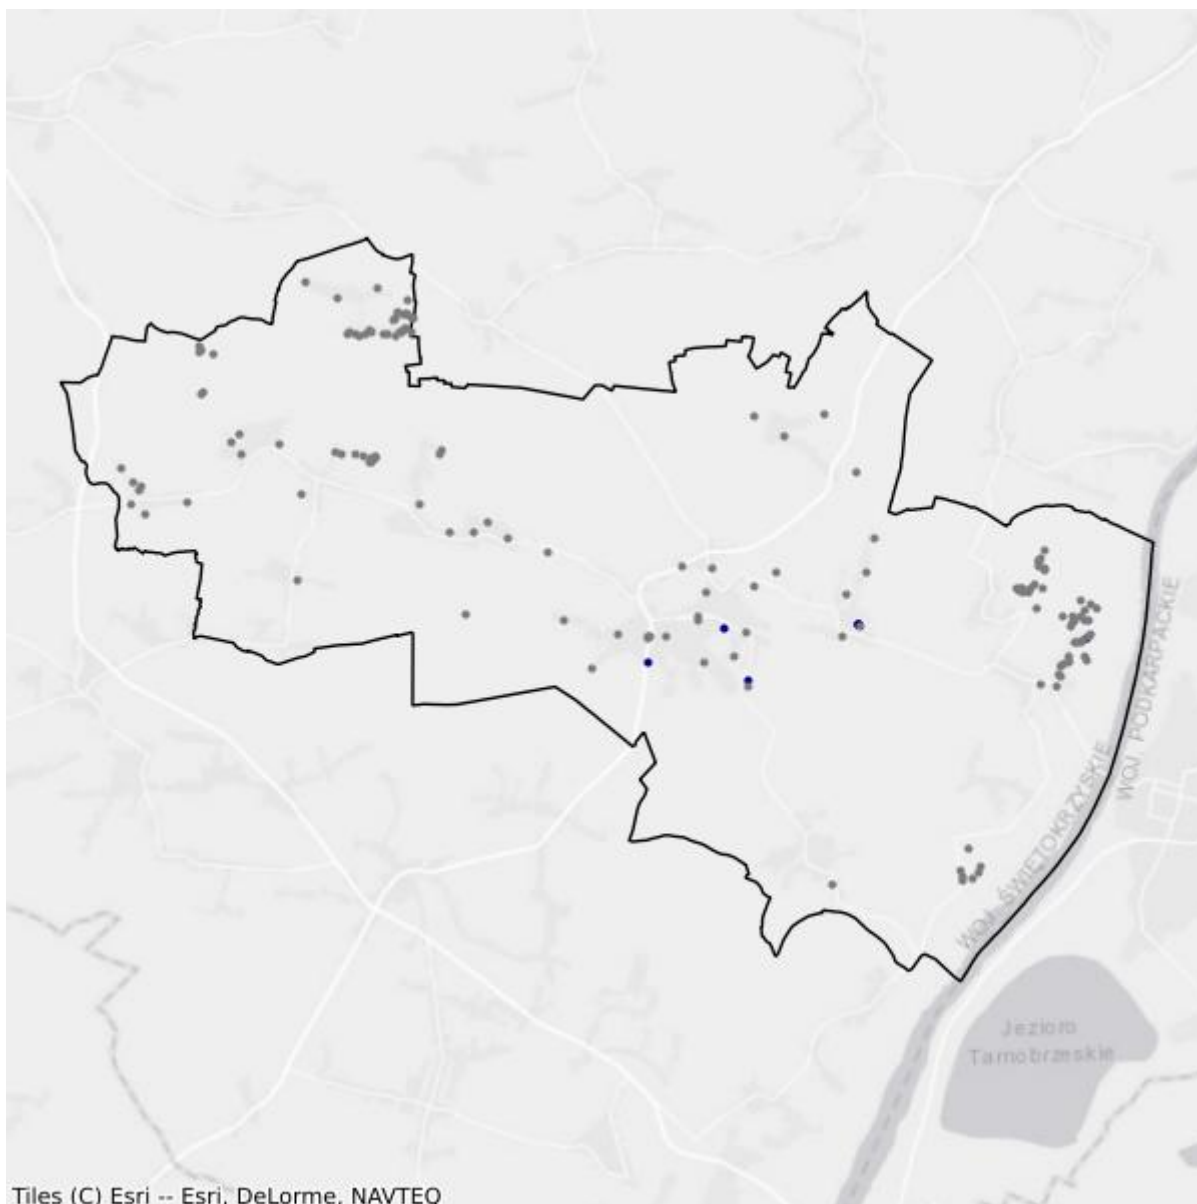 WOJ. PODKARPACKIE
WOJ. ŚWIĘTOKRZYSKIE
Jezioro
Tarnobrzeskie
Tiles (C) Esri -- Esri, DeLorme, NAVTEQ